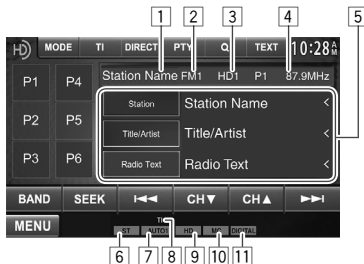 1 2 3 4 5
HD MODE TI DIRECT PTY TEXT 10:28 AM
Station Name FM1 HD1 P1 87.9MHz
P1 P4
Station Station Name <
P2 P5
Title/Artist Title/Artist <
P3 P6
Radio Text Radio Text <
BAND SEEK CH▼ CH▲
MENU
TI
ST AUTO1 HD MC DIGITAL
6 7 8 9 10 11